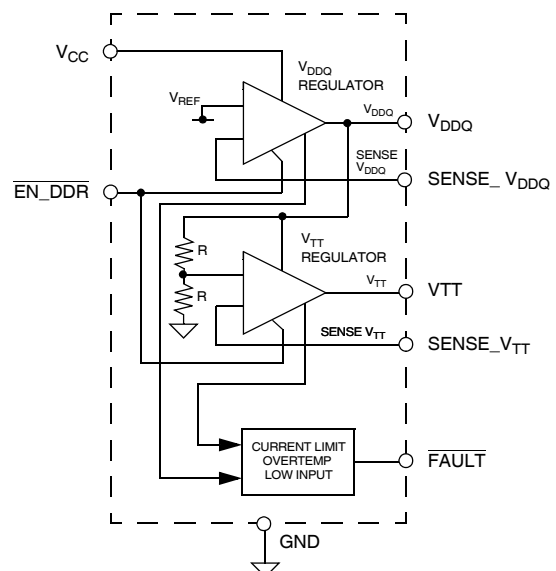 VCC
VDDQ
REGULATOR
VREF
VDDQ
VDDQ
SENSE
VDDQ
SENSE_ VDDQ
EN_DDR
R
VTT
REGULATOR
R
VTT
VTT
SENSE VTT
SENSE_VTT
CURRENT LIMIT
OVERTEMP
LOW INPUT
FAULT
GND